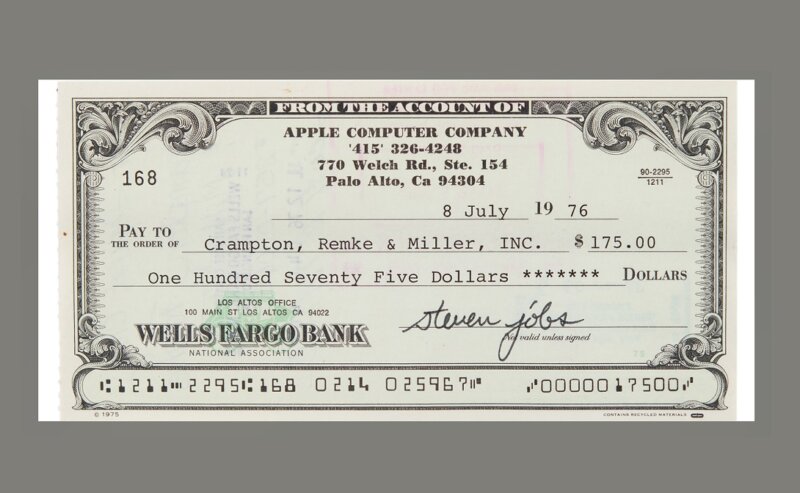 FROM THE ACCOUNT OF
APPLE COMPUTER COMPANY
'415' 326-4248
770 Welch Rd., Ste. 154
Palo Alto, Ca 94304
168
90-2295
1211
8 July 19 76
PAY TO
THE ORDER OF Crampton, Remke & Miller, INC. $ 175.00
One Hundred Seventy Five Dollars ******* DOLLARS
LOS ALTOS OFFICE
100 MAIN ST LOS ALTOS CA 94022
WELLS FARGO BANK
NATIONAL ASSOCIATION
steven jobs
Not valid unless signed
⑆1211⑉2295⑆168 0214 025967⑈ ⑇0000017500⑇
© 1975
CONTAINS RECYCLED MATERIALS